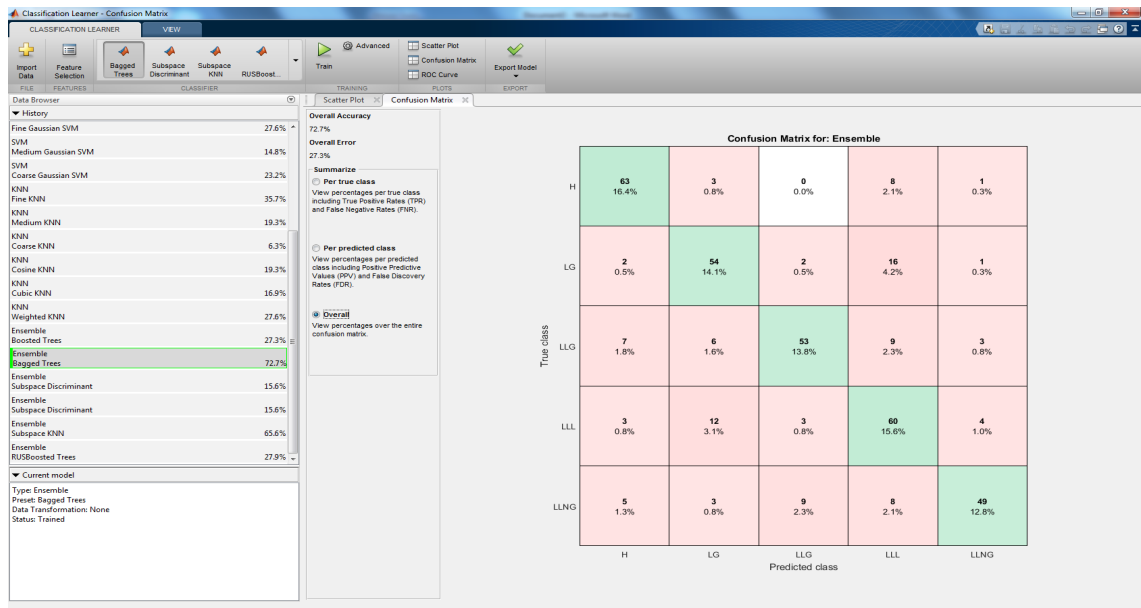 Classification Learner - Confusion Matrix
CLASSIFICATION LEARNER
VIEW
Import Data
Feature Selection
Bagged Trees
Subspace Discriminant
Subspace KNN
RUSBoost...
Train
Advanced
Scatter Plot
Confusion Matrix
ROC Curve
Export Model
FILE
FEATURES
CLASSIFIER
TRAINING
PLOTS
EXPORT
Data Browser
History
Fine Gaussian SVM 27.6%
SVM
Medium Gaussian SVM 14.8%
SVM
Coarse Gaussian SVM 23.2%
KNN
Fine KNN 35.7%
KNN
Medium KNN 19.3%
KNN
Coarse KNN 6.3%
KNN
Cosine KNN 19.3%
KNN
Cubic KNN 16.9%
KNN
Weighted KNN 27.6%
Ensemble
Boosted Trees 27.3%
Ensemble
Bagged Trees 72.7%
Ensemble
Subspace Discriminant 15.6%
Ensemble
Subspace Discriminant 15.6%
Ensemble
Subspace KNN 65.6%
Ensemble
RUSBoosted Trees 27.9%
Current model
Type: Ensemble
Preset: Bagged Trees
Data Transformation: None
Status: Trained
Scatter Plot
Confusion Matrix
Overall Accuracy
72.7%
Overall Error
27.3%
Summarize
Per true class
View percentages per true class
including True Positive Rates (TPR)
and False Negative Rates (FNR).
Per predicted class
View percentages per predicted
class including Positive Predictive
Values (PPV) and False Discovery
Rates (FDR).
Overall
View percentages over the entire
confusion matrix.
Confusion Matrix for: Ensemble
True class
H
63 3 0 8 1
16.4% 0.8% 0.0% 2.1% 0.3%
LG
2 54 2 16 1
0.5% 14.1% 0.5% 4.2% 0.3%
LLG
7 6 53 9 3
1.8% 1.6% 13.8% 2.3% 0.8%
LLL
3 12 3 60 4
0.8% 3.1% 0.8% 15.6% 1.0%
LLNG
5 3 9 8 49
1.3% 0.8% 2.3% 2.1% 12.8%
H LG LLG LLL LLNG
Predicted class